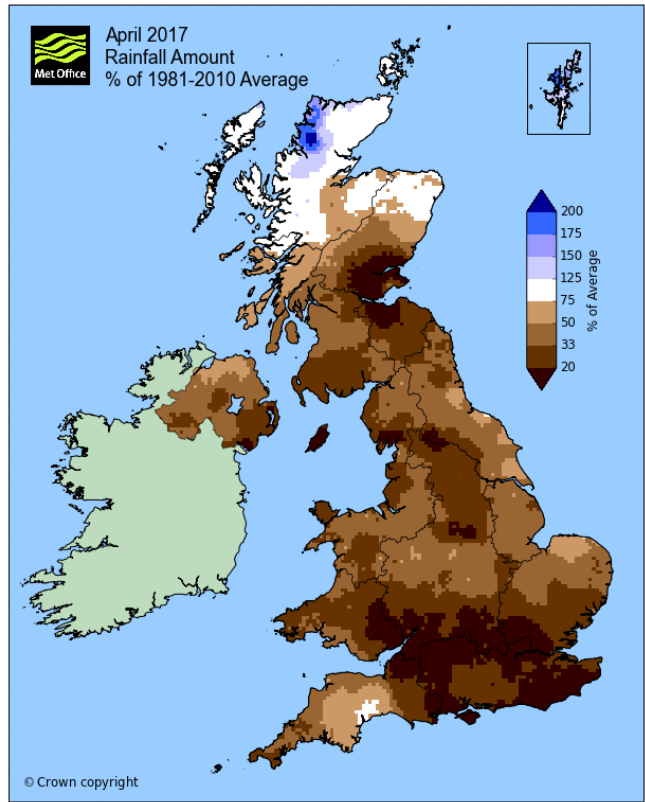 April 2017
Rainfall Amount
% of 1981-2010 Average
Met Office
200
175
150
125
75
50
33
20
% of Average
© Crown copyright